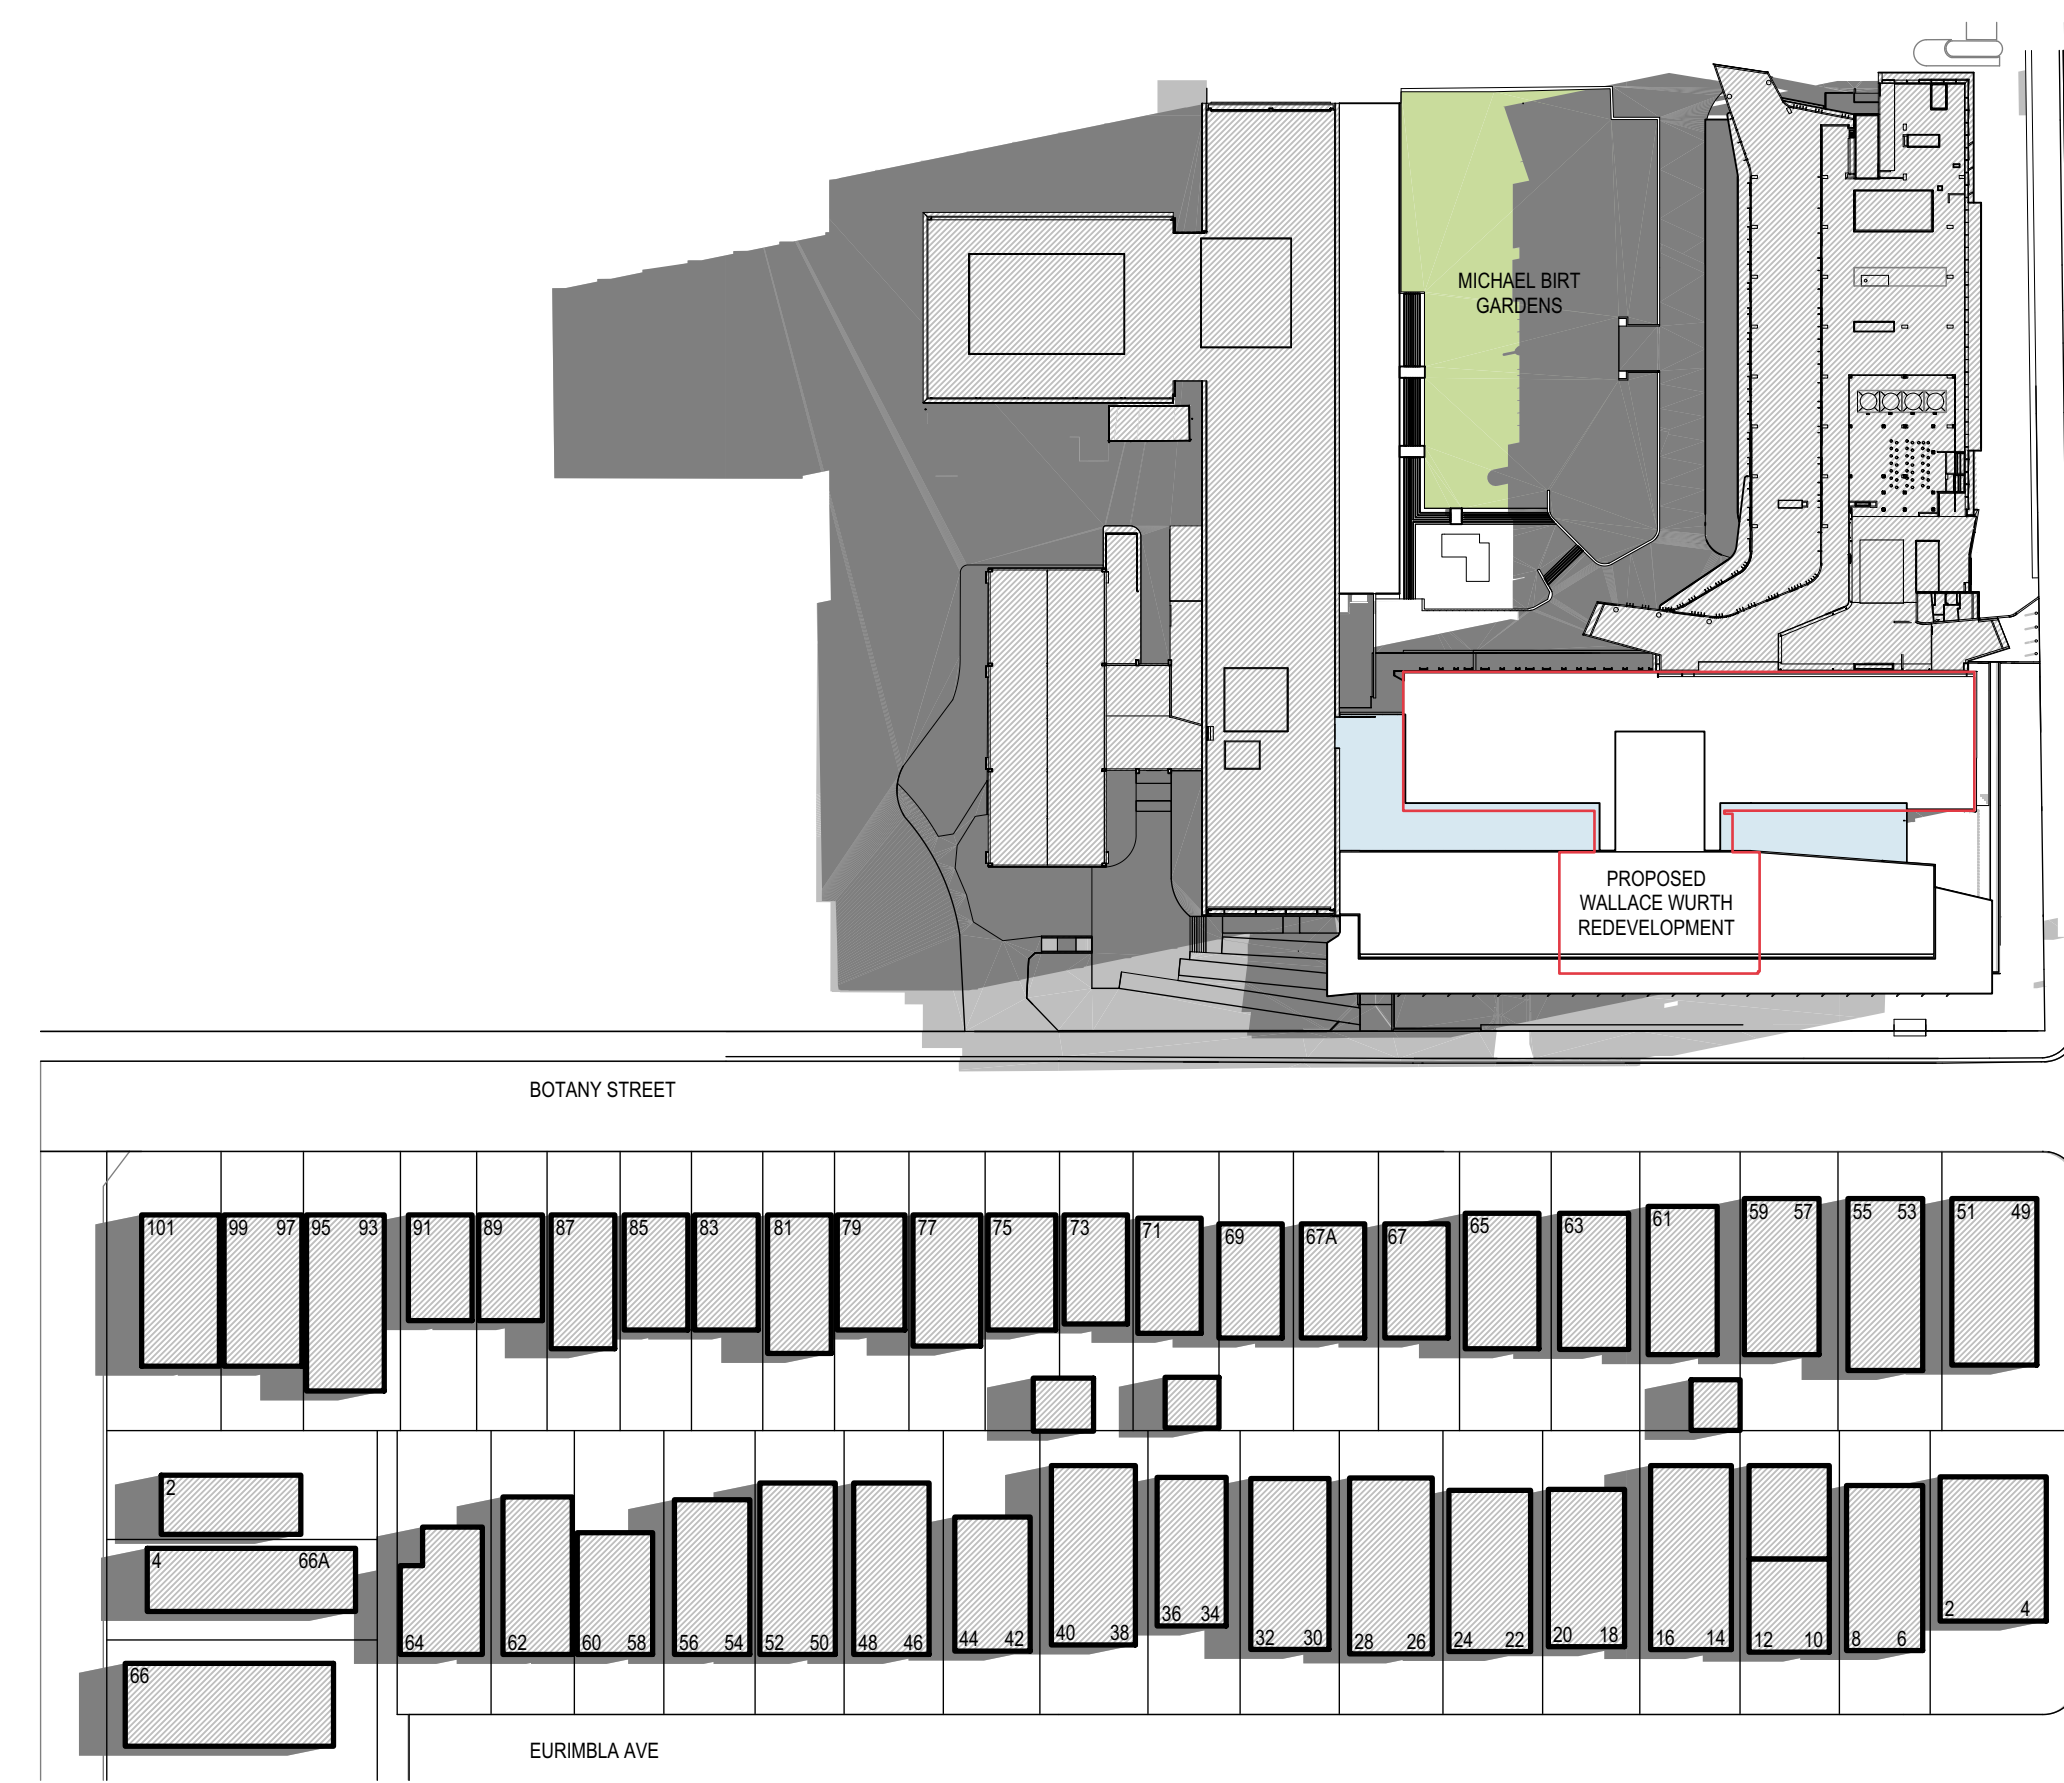 MICHAEL BIRT
GARDENS
PROPOSED
WALLACE WURTH
REDEVELOPMENT
BOTANY STREET
101 99 97 95 93 91 89 87 85 83 81 79 77 75 73 71 69 67A 67 65 63 61 59 57 55 53 51 49
2
4 66A
66
64 62 60 58 56 54 52 50 48 46 44 42 40 38 36 34 32 30 28 26 24 22 20 18 16 14 12 10 8 6 2 4
EURIMBLA AVE